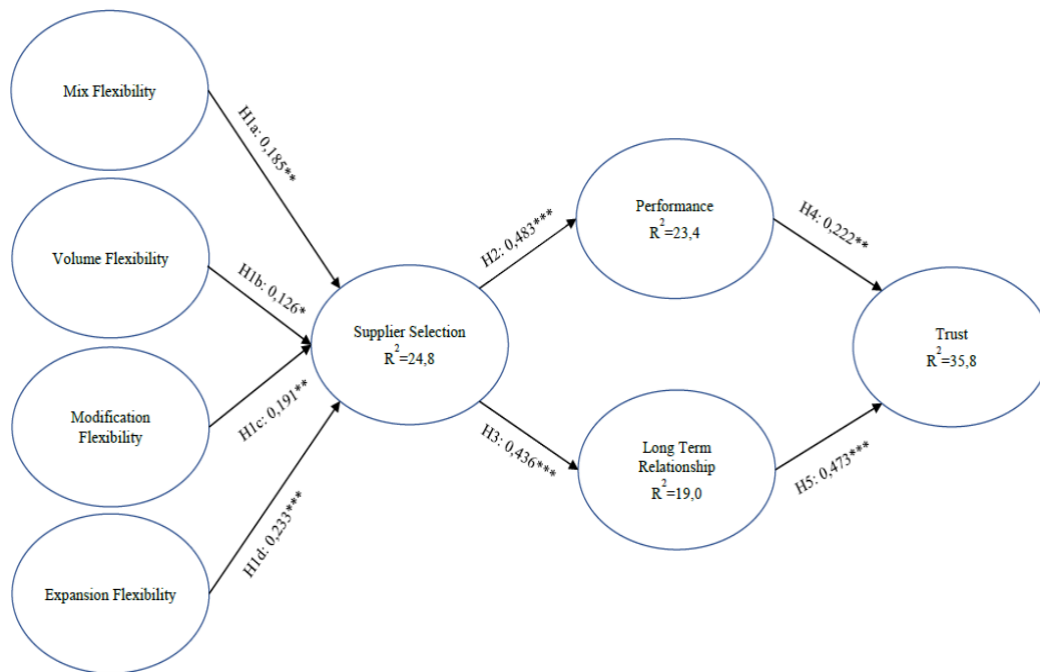 Mix Flexibility
H1a: 0,185**
Volume Flexibility
H1b: 0,126*
Modification
Flexibility
H1c: 0,191**
Expansion Flexibility
H1d: 0,233***
Supplier Selection
R²=24,8
H2: 0,483***
H3: 0,436***
Performance
R²=23,4
Long Term
Relationship
R²=19,0
H4: 0,222**
H5: 0,473***
Trust
R²=35,8